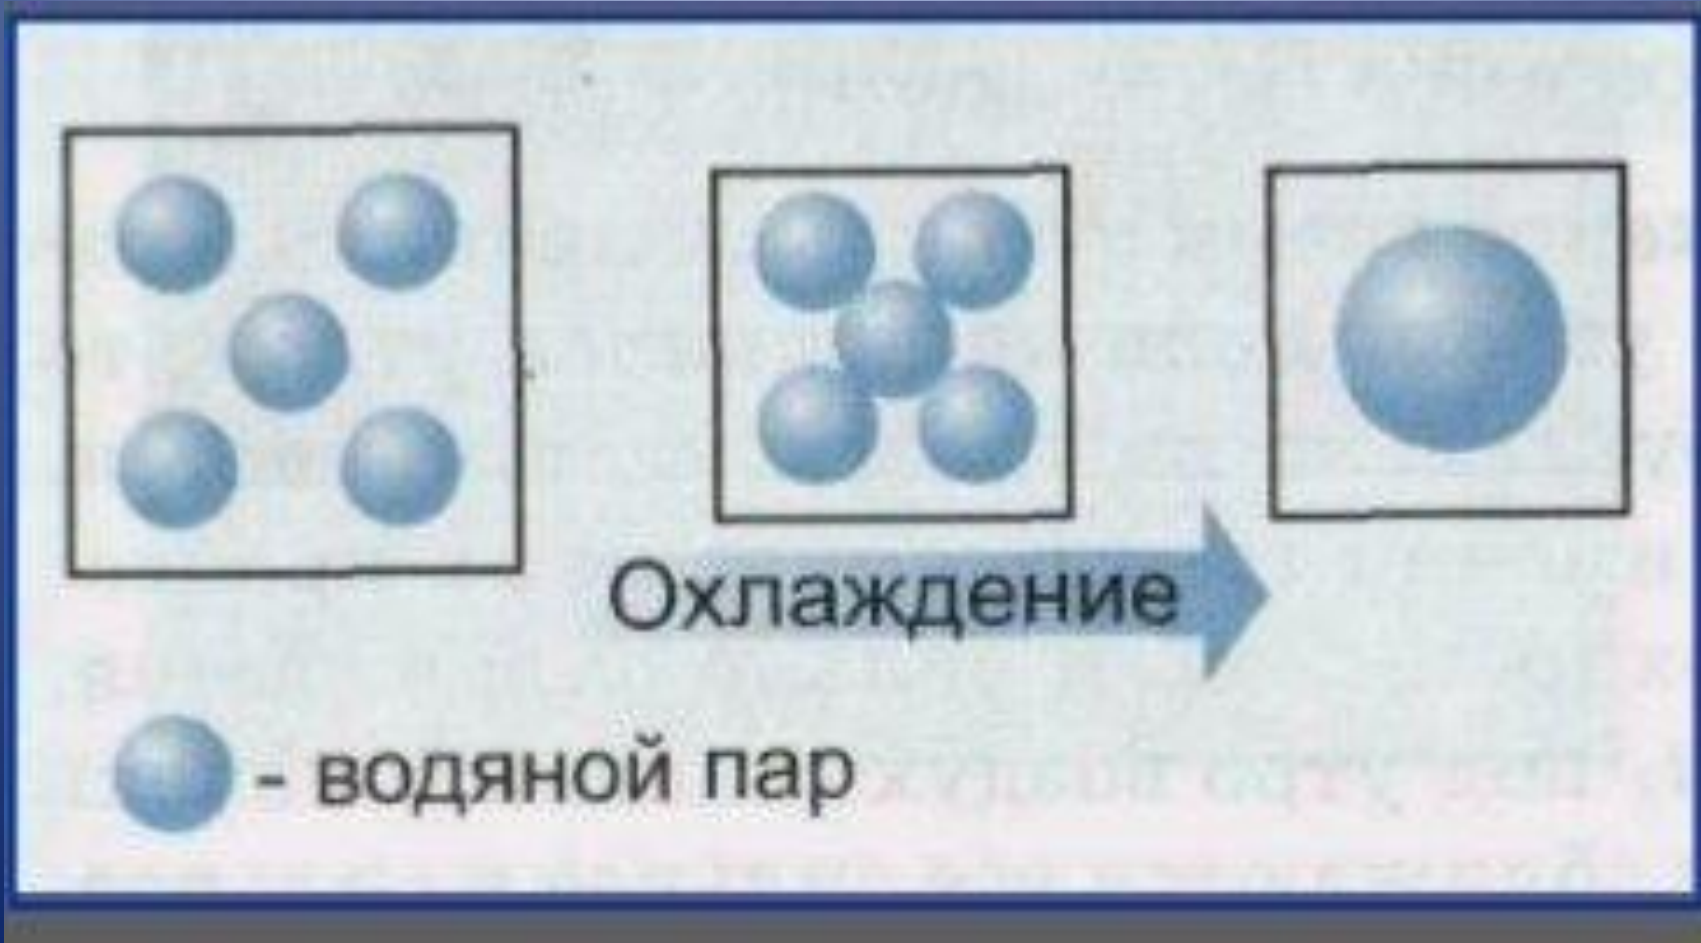 Охлаждение
- водяной пар